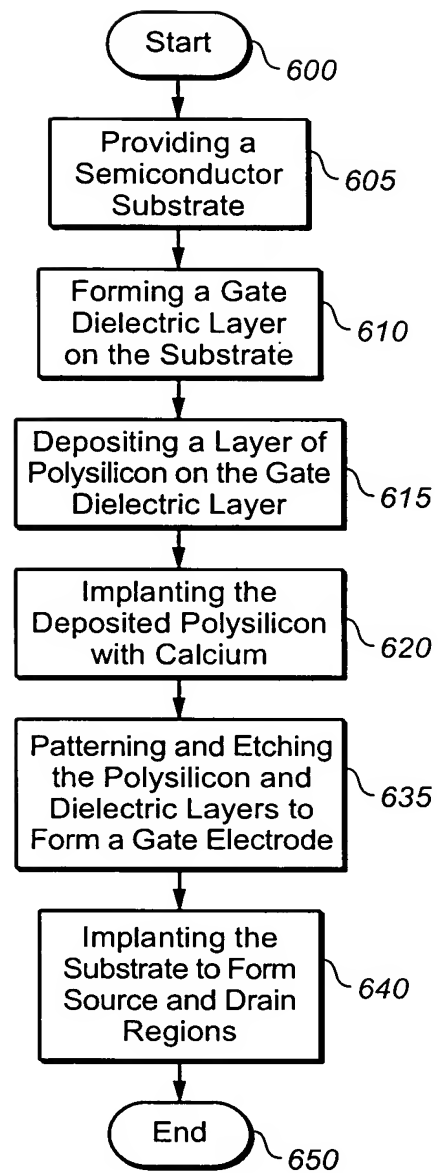 Start
600
Providing a
Semiconductor
Substrate
605
Forming a Gate
Dielectric Layer
on the Substrate
610
Depositing a Layer of
Polysilicon on the Gate
Dielectric Layer
615
Implanting the
Deposited Polysilicon
with Calcium
620
Patterning and Etching
the Polysilicon and
Dielectric Layers to
Form a Gate Electrode
635
Implanting the
Substrate to Form
Source and Drain
Regions
640
End
650